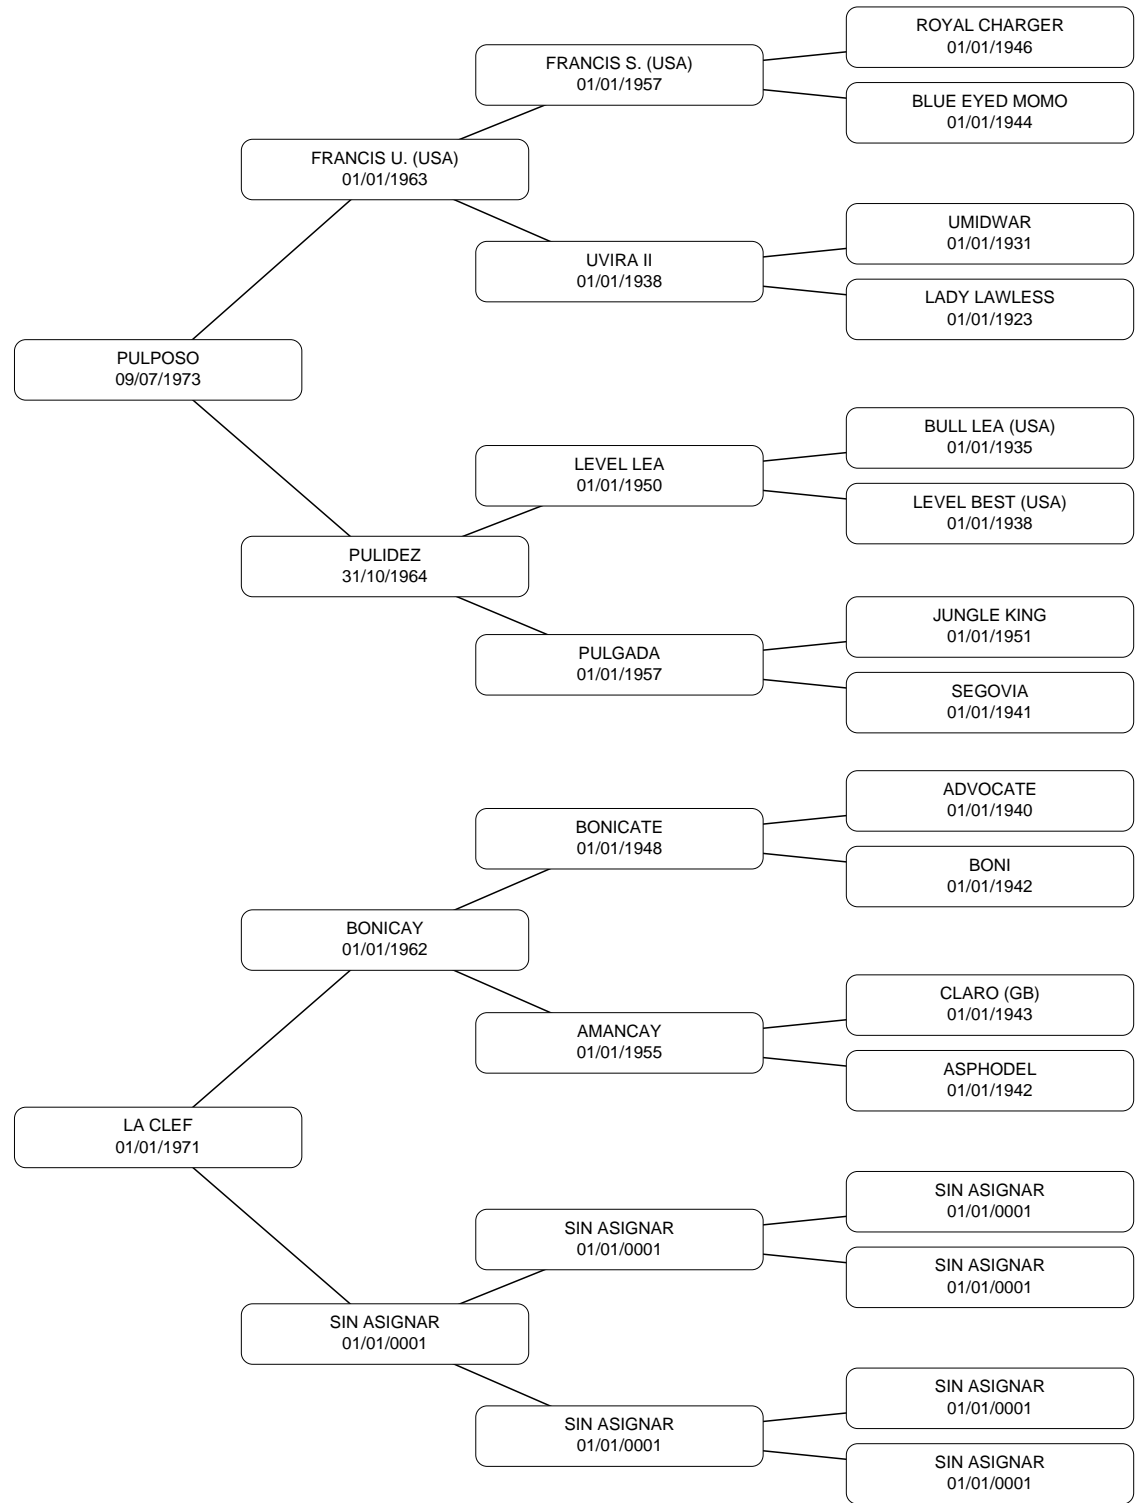 ROYAL CHARGER
01/01/1946
FRANCIS S. (USA)
01/01/1957
BLUE EYED MOMO
01/01/1944
FRANCIS U. (USA)
01/01/1963
UMIDWAR
01/01/1931
UVIRA II
01/01/1938
LADY LAWLESS
01/01/1923
PULPOSO
09/07/1973
BULL LEA (USA)
01/01/1935
LEVEL LEA
01/01/1950
LEVEL BEST (USA)
01/01/1938
PULIDEZ
31/10/1964
JUNGLE KING
01/01/1951
PULGADA
01/01/1957
SEGOVIA
01/01/1941
ADVOCATE
01/01/1940
BONICATE
01/01/1948
BONI
01/01/1942
BONICAY
01/01/1962
CLARO (GB)
01/01/1943
AMANCAY
01/01/1955
ASPHODEL
01/01/1942
LA CLEF
01/01/1971
SIN ASIGNAR
01/01/0001
SIN ASIGNAR
01/01/0001
SIN ASIGNAR
01/01/0001
SIN ASIGNAR
01/01/0001
SIN ASIGNAR
01/01/0001
SIN ASIGNAR
01/01/0001
SIN ASIGNAR
01/01/0001